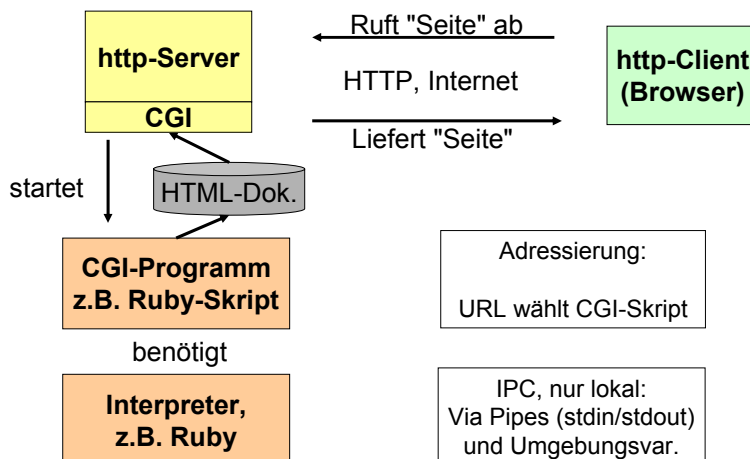 Ruft "Seite" ab
http-Server
HTTP, Internet
http-Client
(Browser)
CGI
Liefert "Seite"
startet
HTML-Dok.
CGI-Programm
z.B. Ruby-Skript
Adressierung:
URL wählt CGI-Skript
benötigt
Interpreter,
z.B. Ruby
IPC, nur lokal:
Via Pipes (stdin/stdout)
und Umgebungsvar.